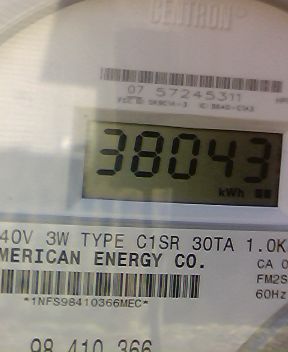 CENTRON®
07 57245311
38043
kWh
40V 3W TYPE C1SR 30TA 1.0K
MERICAN ENERGY CO.
CA 0
FM2S
60Hz
*1NFS98410366MEC*
98 410 366